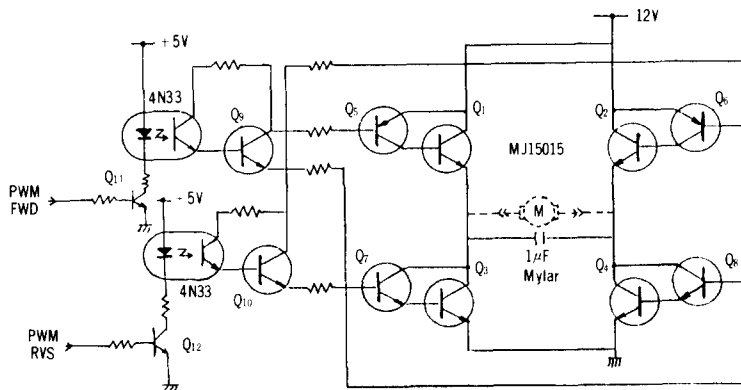 12V
+5V
4N33
Q9
Q5
Q1
Q2
Q6
MJ15015
Q11
PWM
FWD
+5V
M
1μF
Mylar
4N33
Q10
Q7
Q3
Q4
Q8
PWM
RVS
Q12